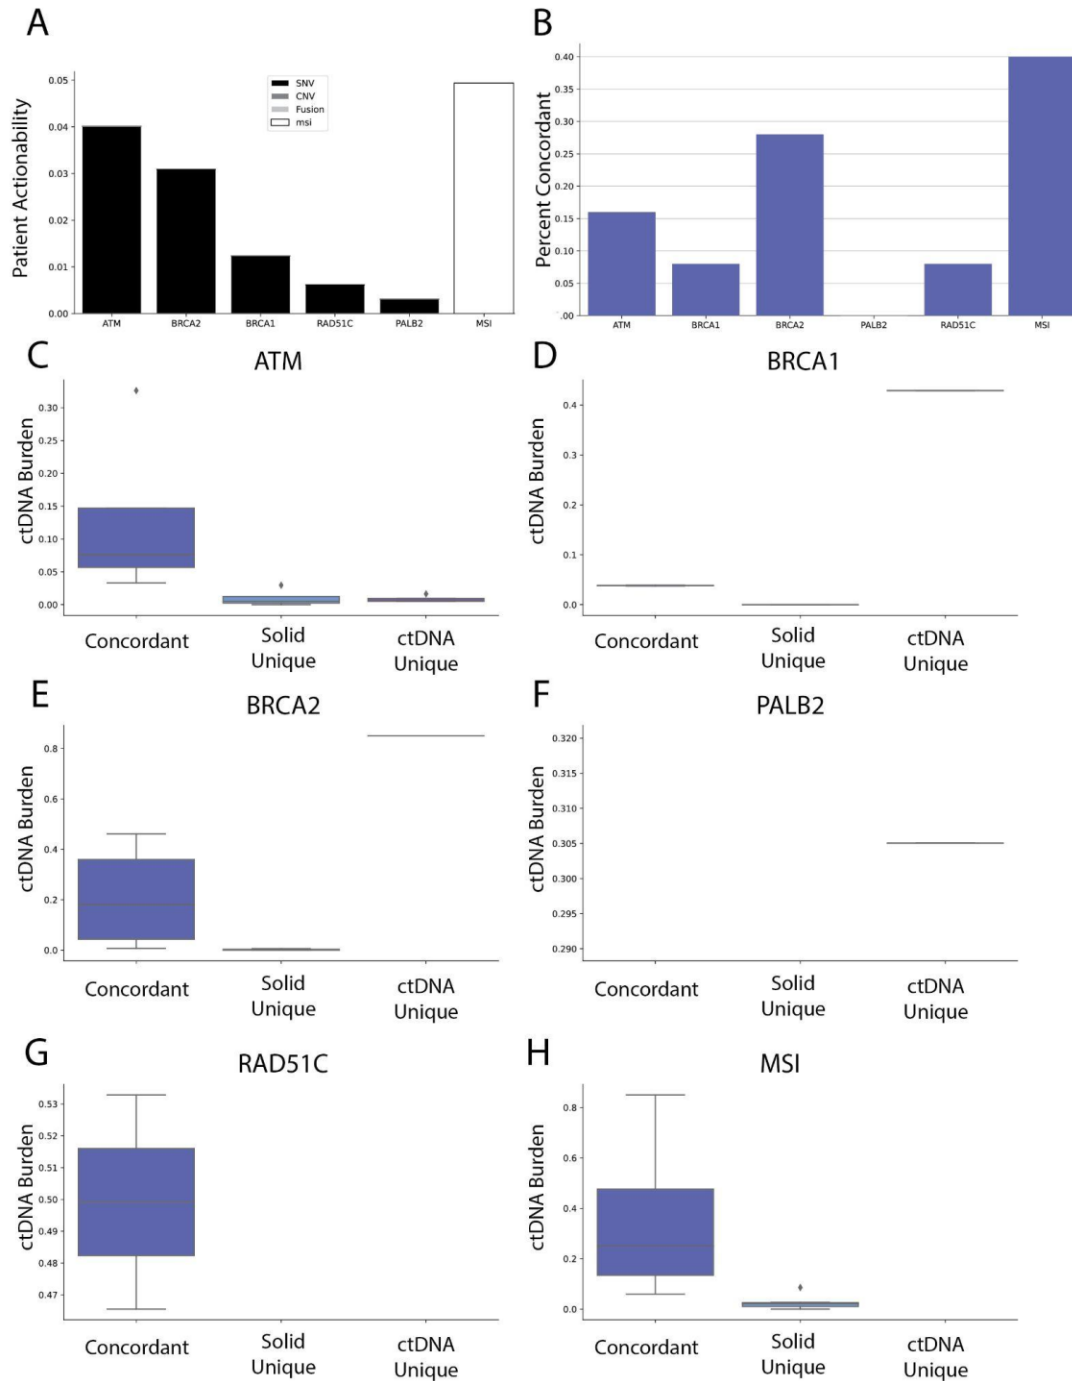 A
Patient Actionability
0.05
0.04
0.03
0.02
0.01
0.00
SNV
CNV
Fusion
msi
ATM BRCA2 BRCA1 RAD51C PALB2 MSI
B
Percent Concordant
0.40
0.35
0.30
0.25
0.20
0.15
0.10
0.05
.00
ATM BRCA1 BRCA2 PALB2 RAD51C MSI
C
ATM
ctDNA Burden
0.30
0.25
0.20
0.15
0.10
0.05
0.00
Concordant Solid ctDNA
Unique Unique
D
BRCA1
ctDNA Burden
0.4
0.3
0.2
0.1
0.0
Concordant Solid ctDNA
Unique Unique
E
BRCA2
ctDNA Burden
0.8
0.6
0.4
0.2
0.0
Concordant Solid ctDNA
Unique Unique
F
PALB2
ctDNA Burden
0.320
0.315
0.310
0.305
0.300
0.295
0.290
Concordant Solid ctDNA
Unique Unique
G
RAD51C
ctDNA Burden
0.53
0.52
0.51
0.50
0.49
0.48
0.47
Concordant Solid ctDNA
Unique Unique
H
MSI
ctDNA Burden
0.8
0.6
0.4
0.2
0.0
Concordant Solid ctDNA
Unique Unique